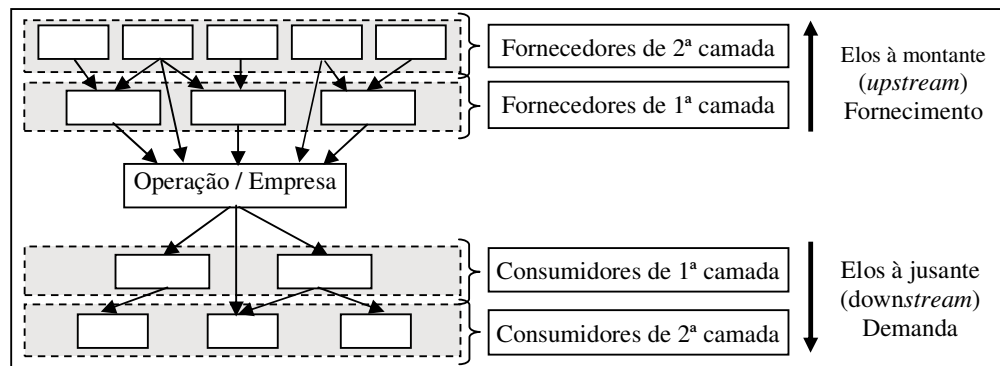 Fornecedores de 2ª camada
Elos à montante
(upstream)
Fornecimento
Fornecedores de 1ª camada
Operação / Empresa
Consumidores de 1ª camada
Elos à jusante
(downstream)
Demanda
Consumidores de 2ª camada